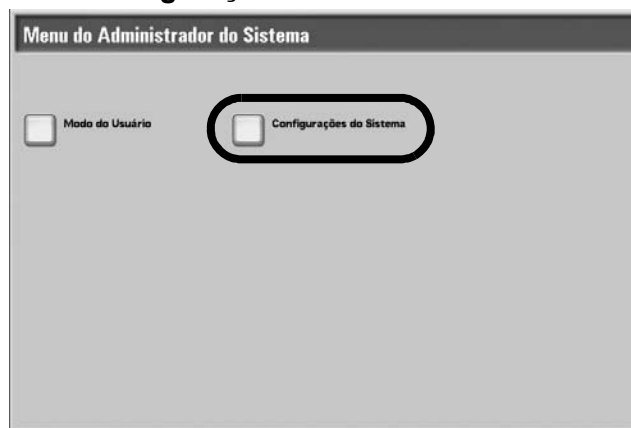 Menu do Administrador do Sistema
Modo do Usuário
Configurações do Sistema